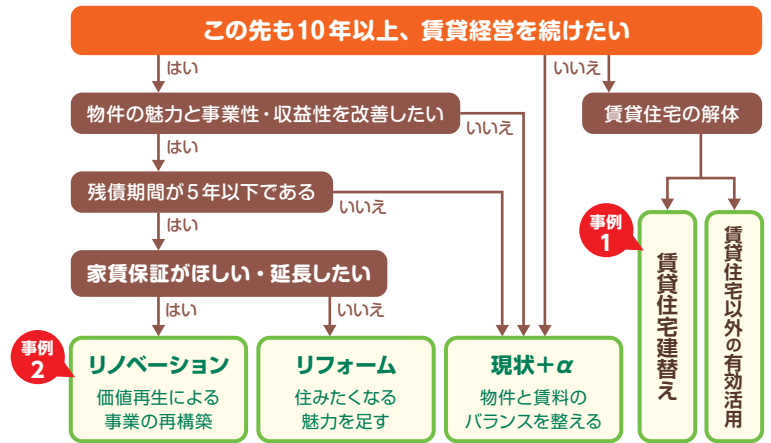 この先も10年以上、賃貸経営を続けたい
はい
いいえ
物件の魅力と事業性・収益性を改善したい
いいえ
賃貸住宅の解体
はい
残債期間が5年以下である
いいえ
はい
家賃保証がほしい・延長したい
はい
いいえ
事例
1
賃貸住宅建替え
賃貸住宅以外の有効活用
事例
2
リノベーション
価値再生による
事業の再構築
リフォーム
住みたくなる
魅力を足す
現状+α
物件と賃料の
バランスを整える